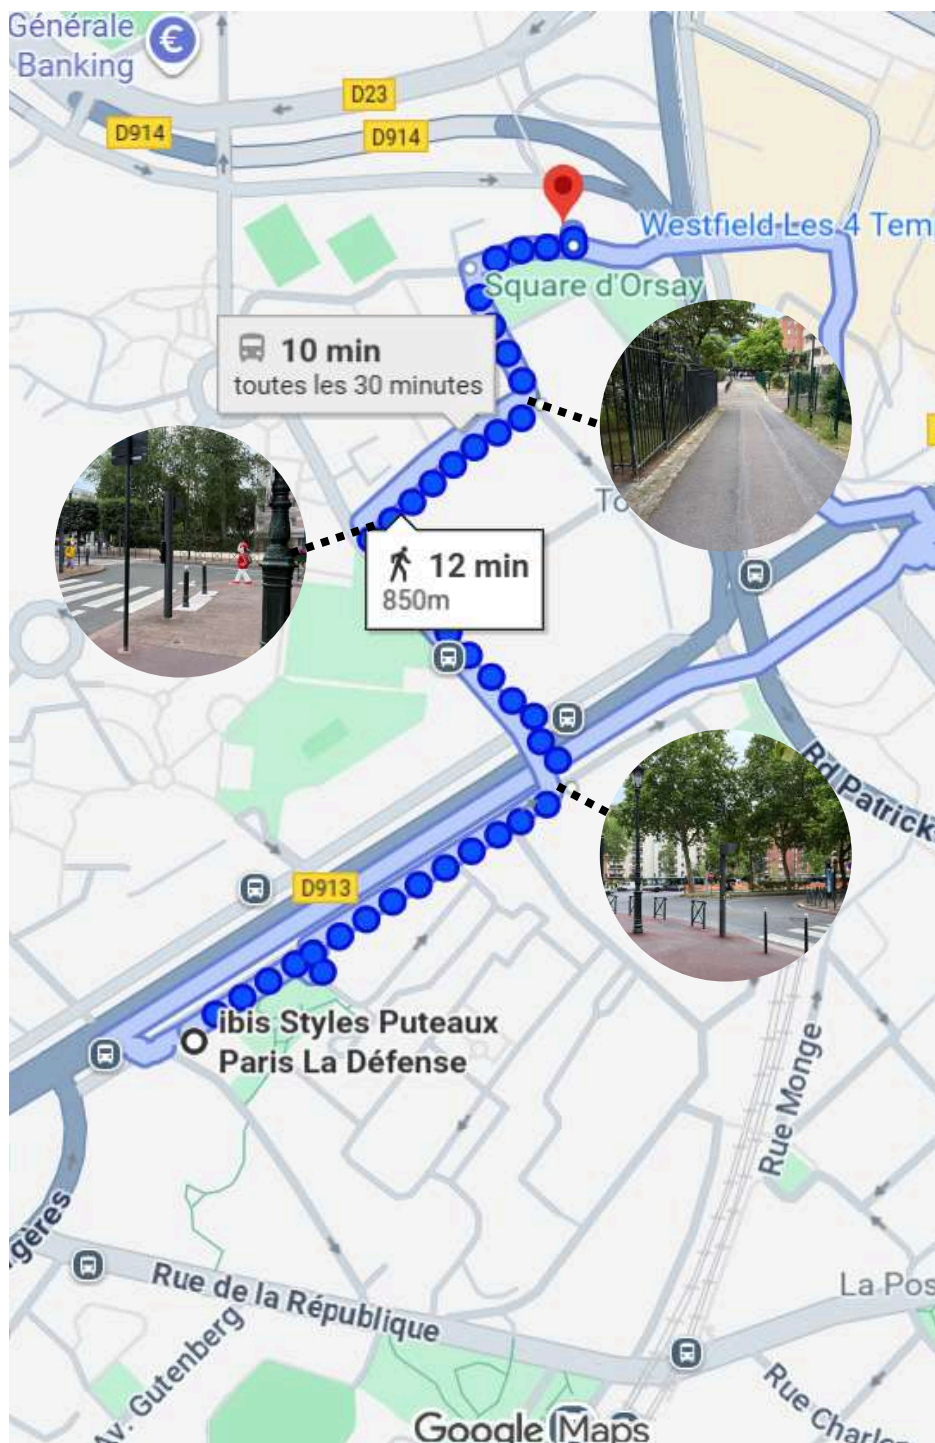 Générale
Banking
D23
D914
D914
Westfield Les 4 Tem
Square d'Orsay
10 min
toutes les 30 minutes
To
12 min
850m
Bd Patrick
D913
ibis Styles Puteaux
Paris La Défense
Rue Monge
gères
Rue de la République
La Pos
Av. Gutenberg
Rue Charle
Google Maps